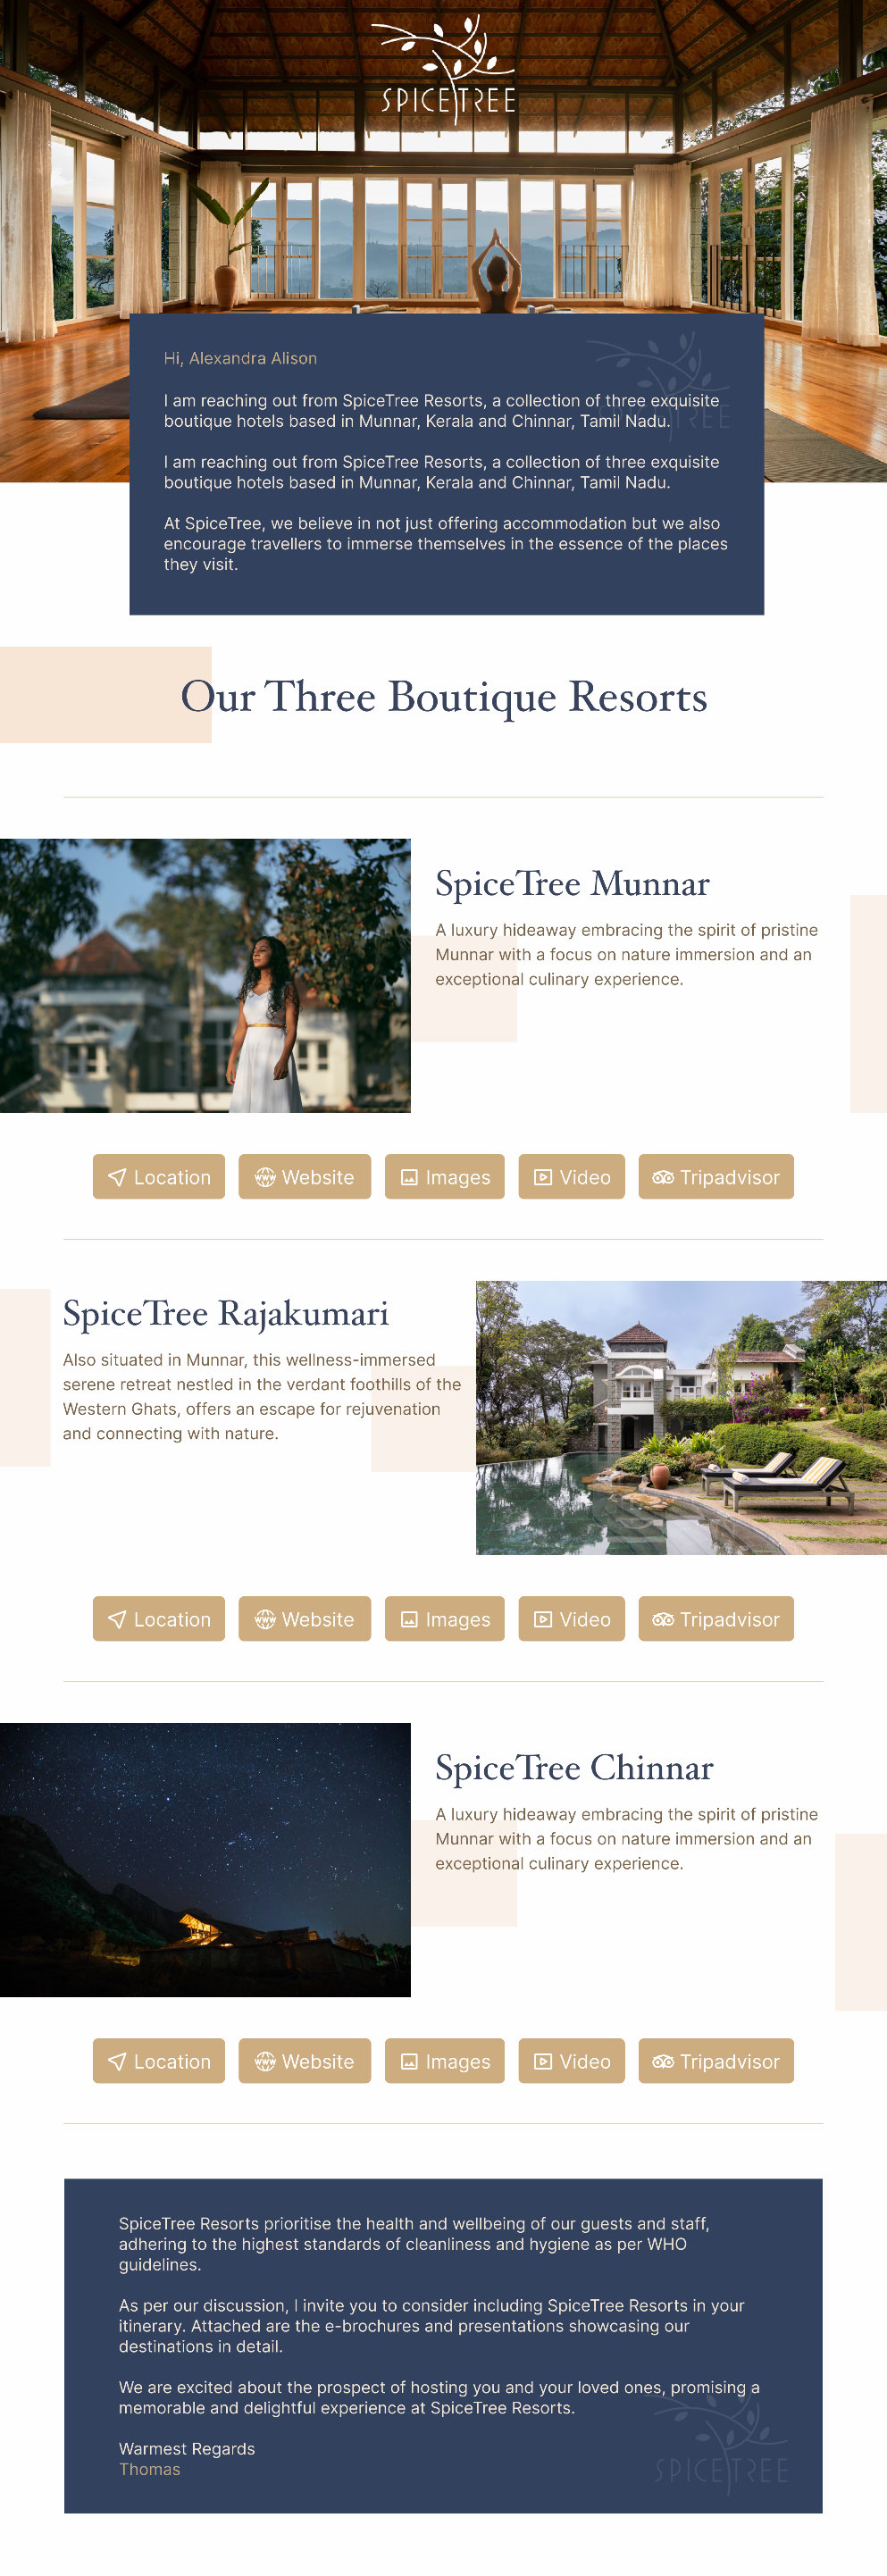 SPICETREE
Hi, Alexandra Alison
I am reaching out from SpiceTree Resorts, a collection of three exquisite
boutique hotels based in Munnar, Kerala and Chinnar, Tamil Nadu.
I am reaching out from SpiceTree Resorts, a collection of three exquisite
boutique hotels based in Munnar, Kerala and Chinnar, Tamil Nadu.
At SpiceTree, we believe in not just offering accommodation but we also
encourage travellers to immerse themselves in the essence of the places
they visit.
SPICETREE
Our Three Boutique Resorts
SpiceTree Munnar
A luxury hideaway embracing the spirit of pristine
Munnar with a focus on nature immersion and an
exceptional culinary experience.
Location WWW Website Images Video Tripadvisor
SpiceTree Rajakumari
Also situated in Munnar, this wellness-immersed
serene retreat nestled in the verdant foothills of the
Western Ghats, offers an escape for rejuvenation
and connecting with nature.
Location WWW Website Images Video Tripadvisor
SpiceTree Chinnar
A luxury hideaway embracing the spirit of pristine
Munnar with a focus on nature immersion and an
exceptional culinary experience.
Location WWW Website Images Video Tripadvisor
SpiceTree Resorts prioritise the health and wellbeing of our guests and staff,
adhering to the highest standards of cleanliness and hygiene as per WHO
guidelines.
As per our discussion, I invite you to consider including SpiceTree Resorts in your
itinerary. Attached are the e-brochures and presentations showcasing our
destinations in detail.
We are excited about the prospect of hosting you and your loved ones, promising a
memorable and delightful experience at SpiceTree Resorts.
Warmest Regards
Thomas
SPICETREE